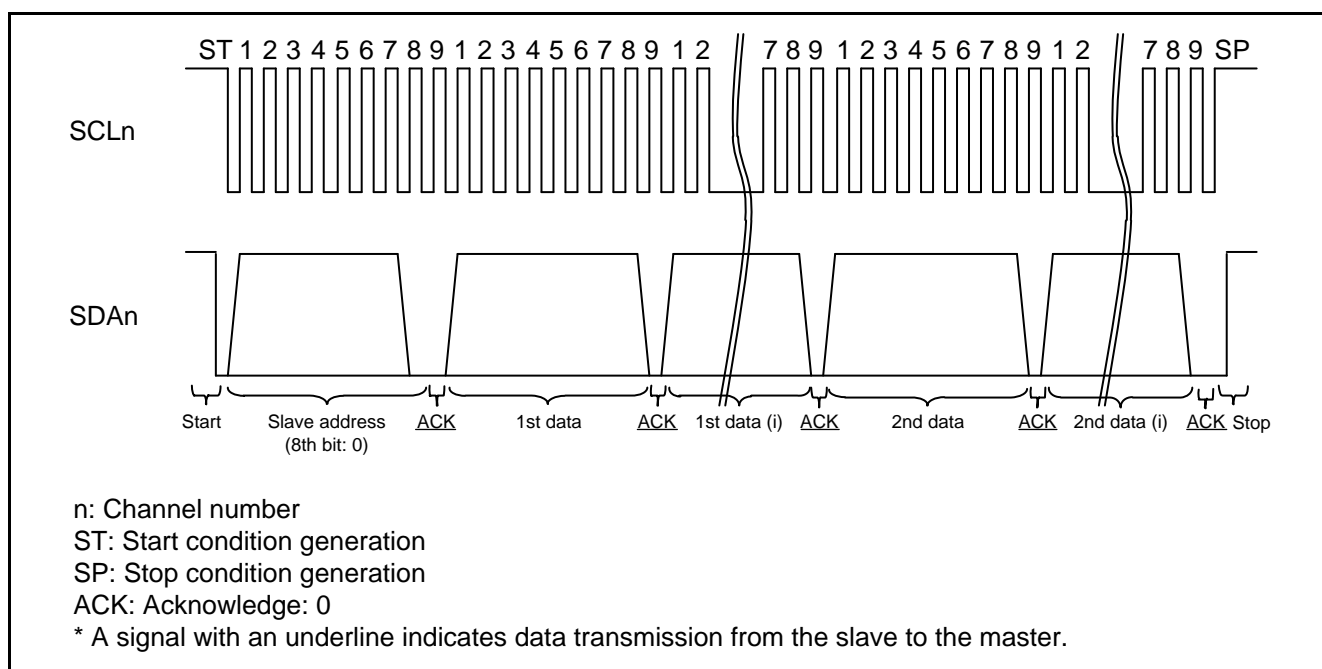 ST 1 2 3 4 5 6 7 8 9 1 2 3 4 5 6 7 8 9 1 2 7 8 9 1 2 3 4 5 6 7 8 9 1 2 7 8 9 SP
SCLn
SDAn
Start Slave address ACK 1st data ACK 1st data (i) ACK 2nd data ACK 2nd data (i) ACK Stop
(8th bit: 0)
n: Channel number
ST: Start condition generation
SP: Stop condition generation
ACK: Acknowledge: 0
* A signal with an underline indicates data transmission from the slave to the master.